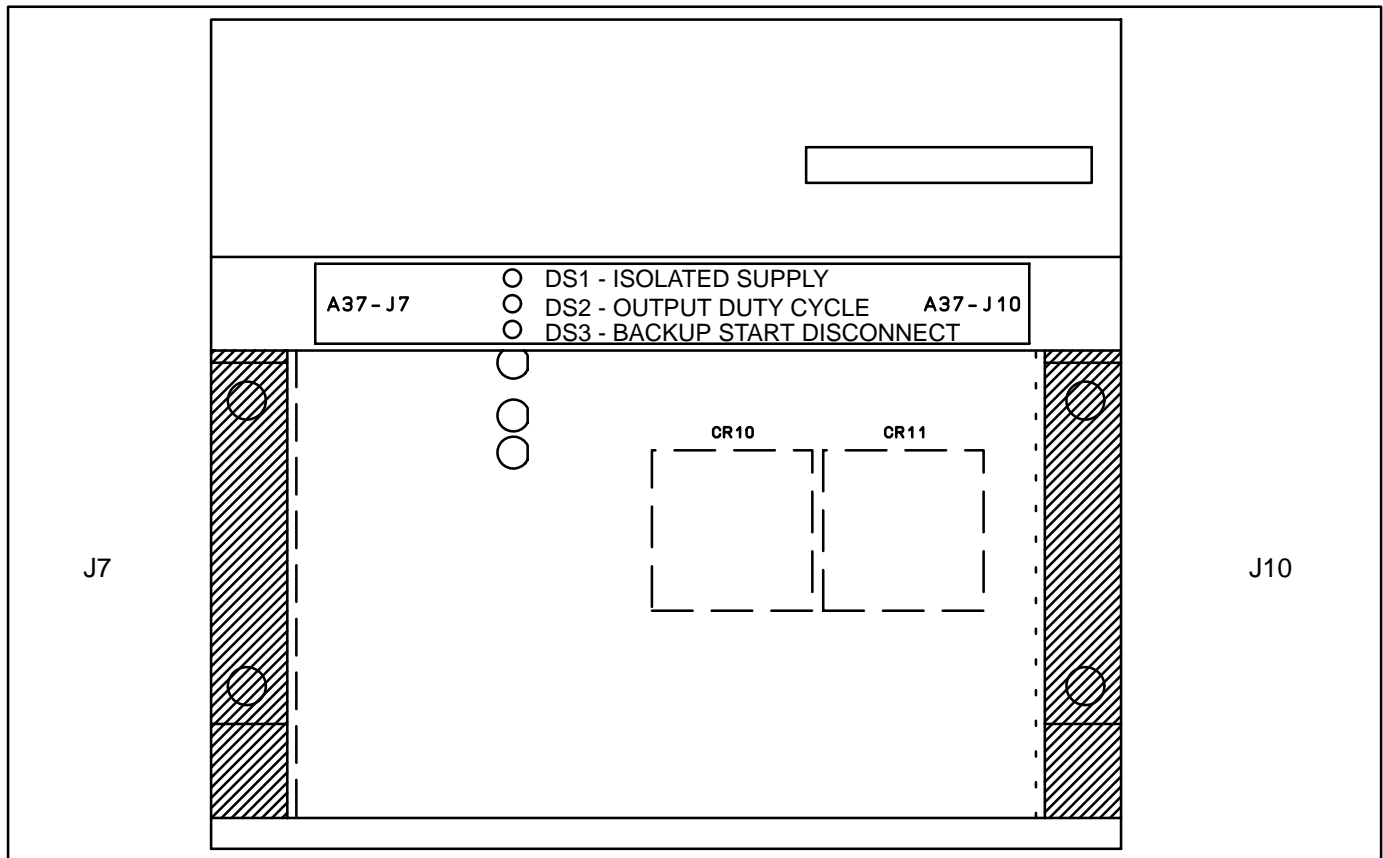 DS1 - ISOLATED SUPPLY
A37-J7
DS2 - OUTPUT DUTY CYCLE
A37-J10
DS3 - BACKUP START DISCONNECT
CR10
CR11
J7
J10